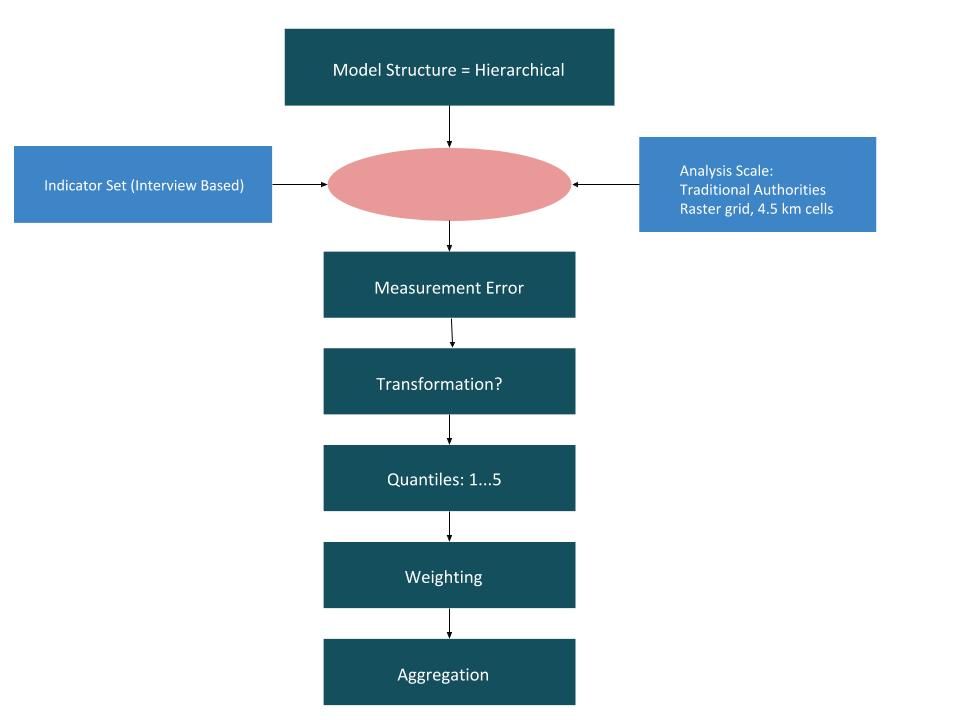 Model Structure = Hierarchical
Indicator Set (Interview Based)
Analysis Scale:
Traditional Authorities
Raster grid, 4.5 km cells
Measurement Error
Transformation?
Quantiles: 1...5
Weighting
Aggregation